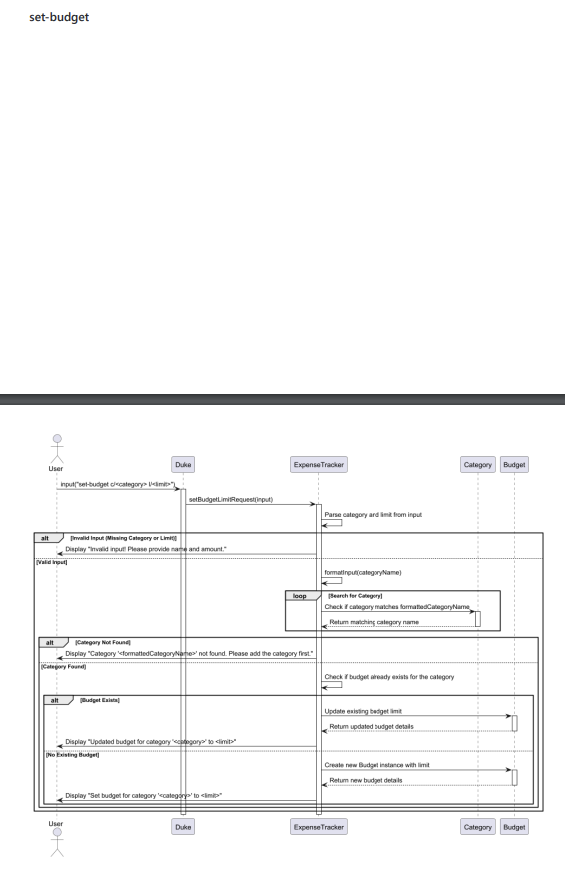 set-budget
User
Duke
ExpenseTracker
Category
Budget
input("set-budget c/<category> l/<limit>")
setBudgetLimitRequest(input)
Parse category and limit from input
alt
[Invalid Input (Missing Category or Limit)]
Display "Invalid input! Please provide name and amount."
[Valid Input]
formatInput(categoryName)
loop
[Search for Category]
Check if category matches formattedCategoryName
Return matching category name
alt
[Category Not Found]
Display "Category '<formattedCategoryName>' not found. Please add the category first."
[Category Found]
Check if budget already exists for the category
alt
[Budget Exists]
Update existing budget limit
Return updated budget details
Display "Updated budget for category '<category>' to <limit>"
[No Existing Budget]
Create new Budget instance with limit
Return new budget details
Display "Set budget for category '<category>' to <limit>"
User
Duke
ExpenseTracker
Category
Budget